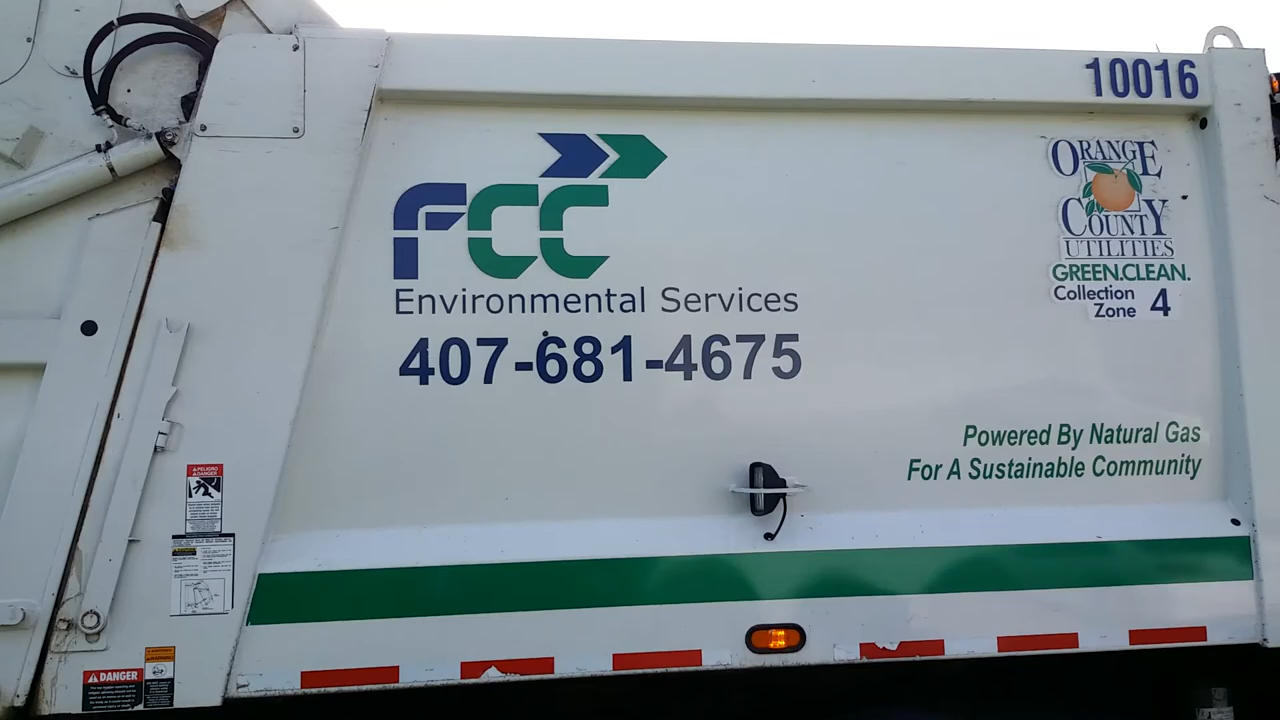 10016
FCC
Environmental Services
407-681-4675
ORANGE
COUNTY
UTILITIES
GREEN.CLEAN.
Collection
Zone 4
Powered By Natural Gas
For A Sustainable Community
PELIGRO
DANGER
DANGER